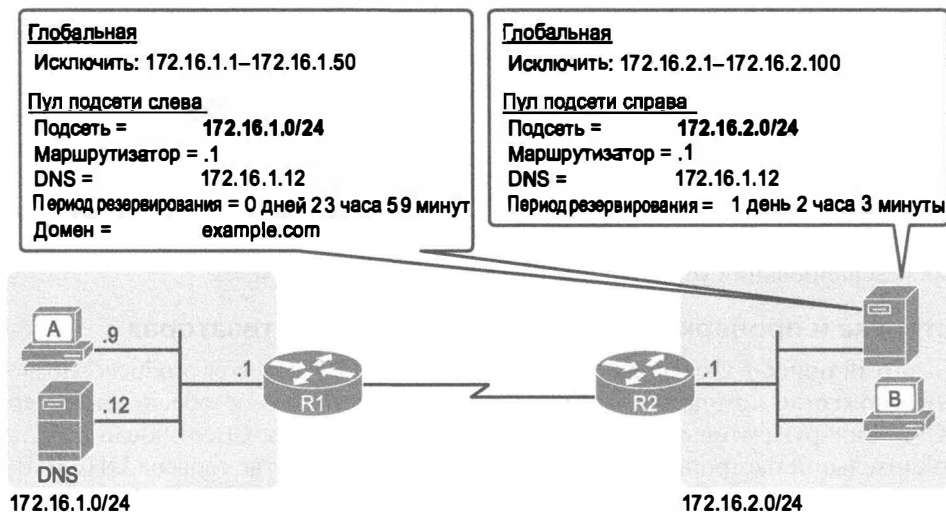 Глобальная
Исключить: 172.16.1.1–172.16.1.50
Пул подсети слева
Подсеть = 172.16.1.0/24
Маршрутизатор = .1
DNS = 172.16.1.12
Период резервирования = 0 дней 23 часа 59 минут
Домен = example.com
Глобальная
Исключить: 172.16.2.1–172.16.2.100
Пул подсети справа
Подсеть = 172.16.2.0/24
Маршрутизатор = .1
DNS = 172.16.1.12
Период резервирования = 1 день 2 часа 3 минуты
A
.9
.12
.1
R1
R2
.1
B
DNS
172.16.1.0/24
172.16.2.0/24